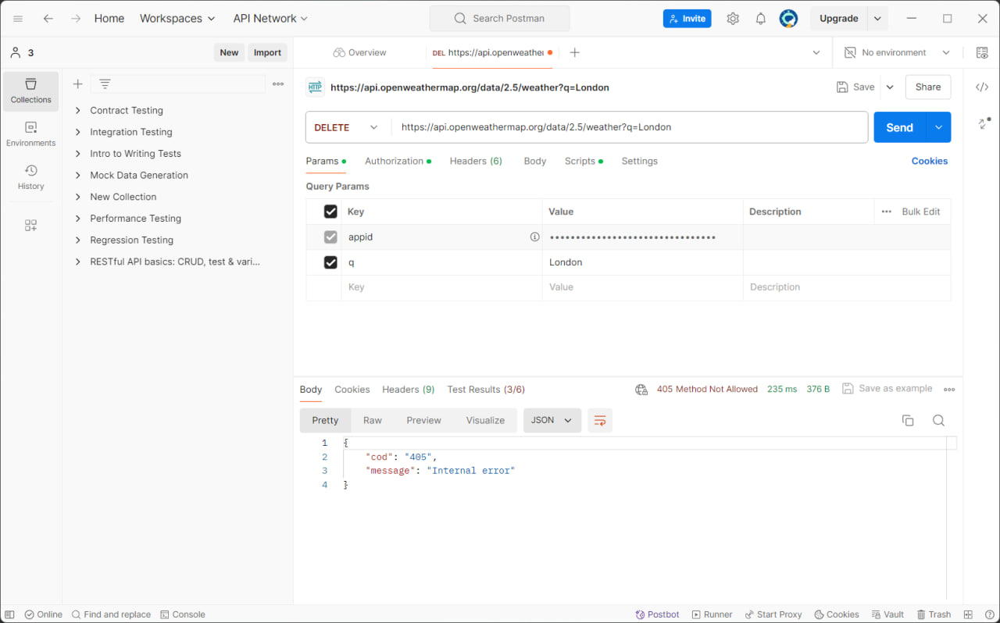 Home Workspaces API Network Search Postman Invite Upgrade
3 New Import Overview DEL https://api.openweather No environment
Collections
Environments
History
Contract Testing
Integration Testing
Intro to Writing Tests
Mock Data Generation
New Collection
Performance Testing
Regression Testing
RESTful API basics: CRUD, test & vari...
HTTP https://api.openweathermap.org/data/2.5/weather?q=London Save Share
DELETE https://api.openweathermap.org/data/2.5/weather?q=London Send
Params Authorization Headers (6) Body Scripts Settings Cookies
Query Params
Key Value Description Bulk Edit
appid ••••••••••••••••••••••••••••••••
q London
Key Value Description
Body Cookies Headers (9) Test Results (3/6) 405 Method Not Allowed 235 ms 376 B Save as example
Pretty Raw Preview Visualize JSON
1 {
2 "cod": "405",
3 "message": "Internal error"
4 }
Online Find and replace Console Postbot Runner Start Proxy Cookies Vault Trash